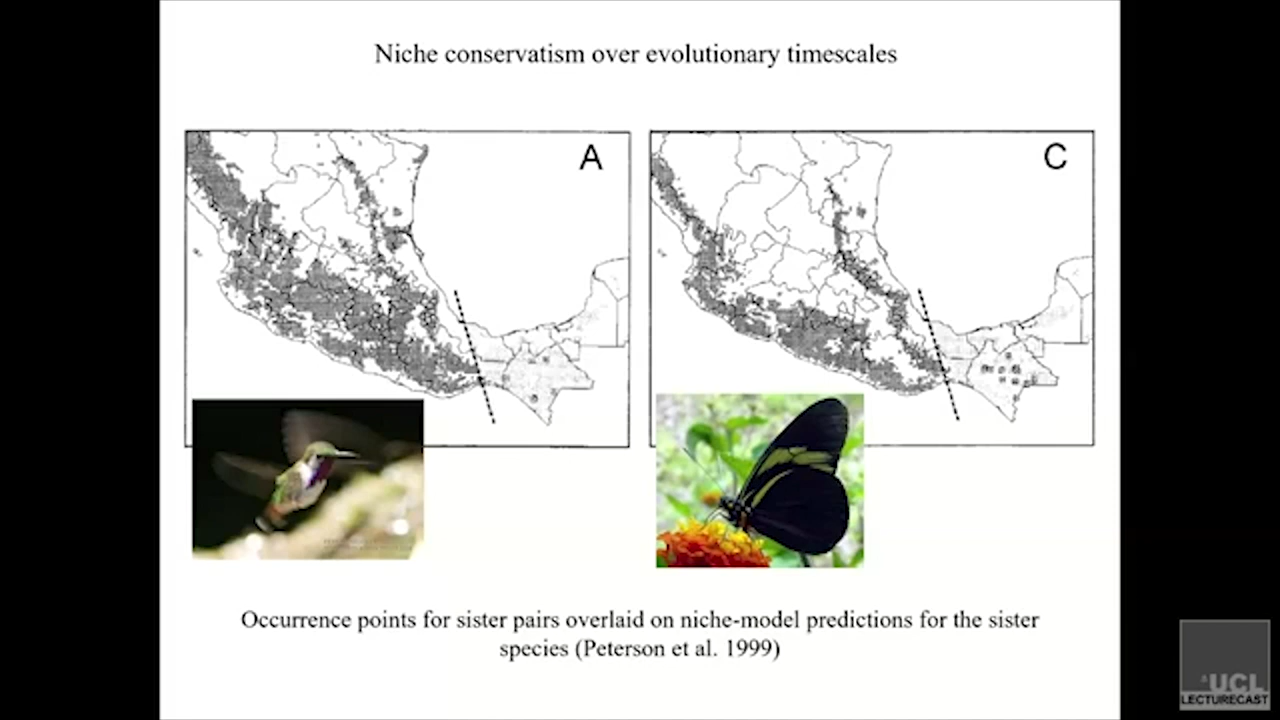 Niche conservatism over evolutionary timescales
A
C
Occurrence points for sister pairs overlaid on niche-model predictions for the sister
species (Peterson et al. 1999)
UCL
LECTURECAST